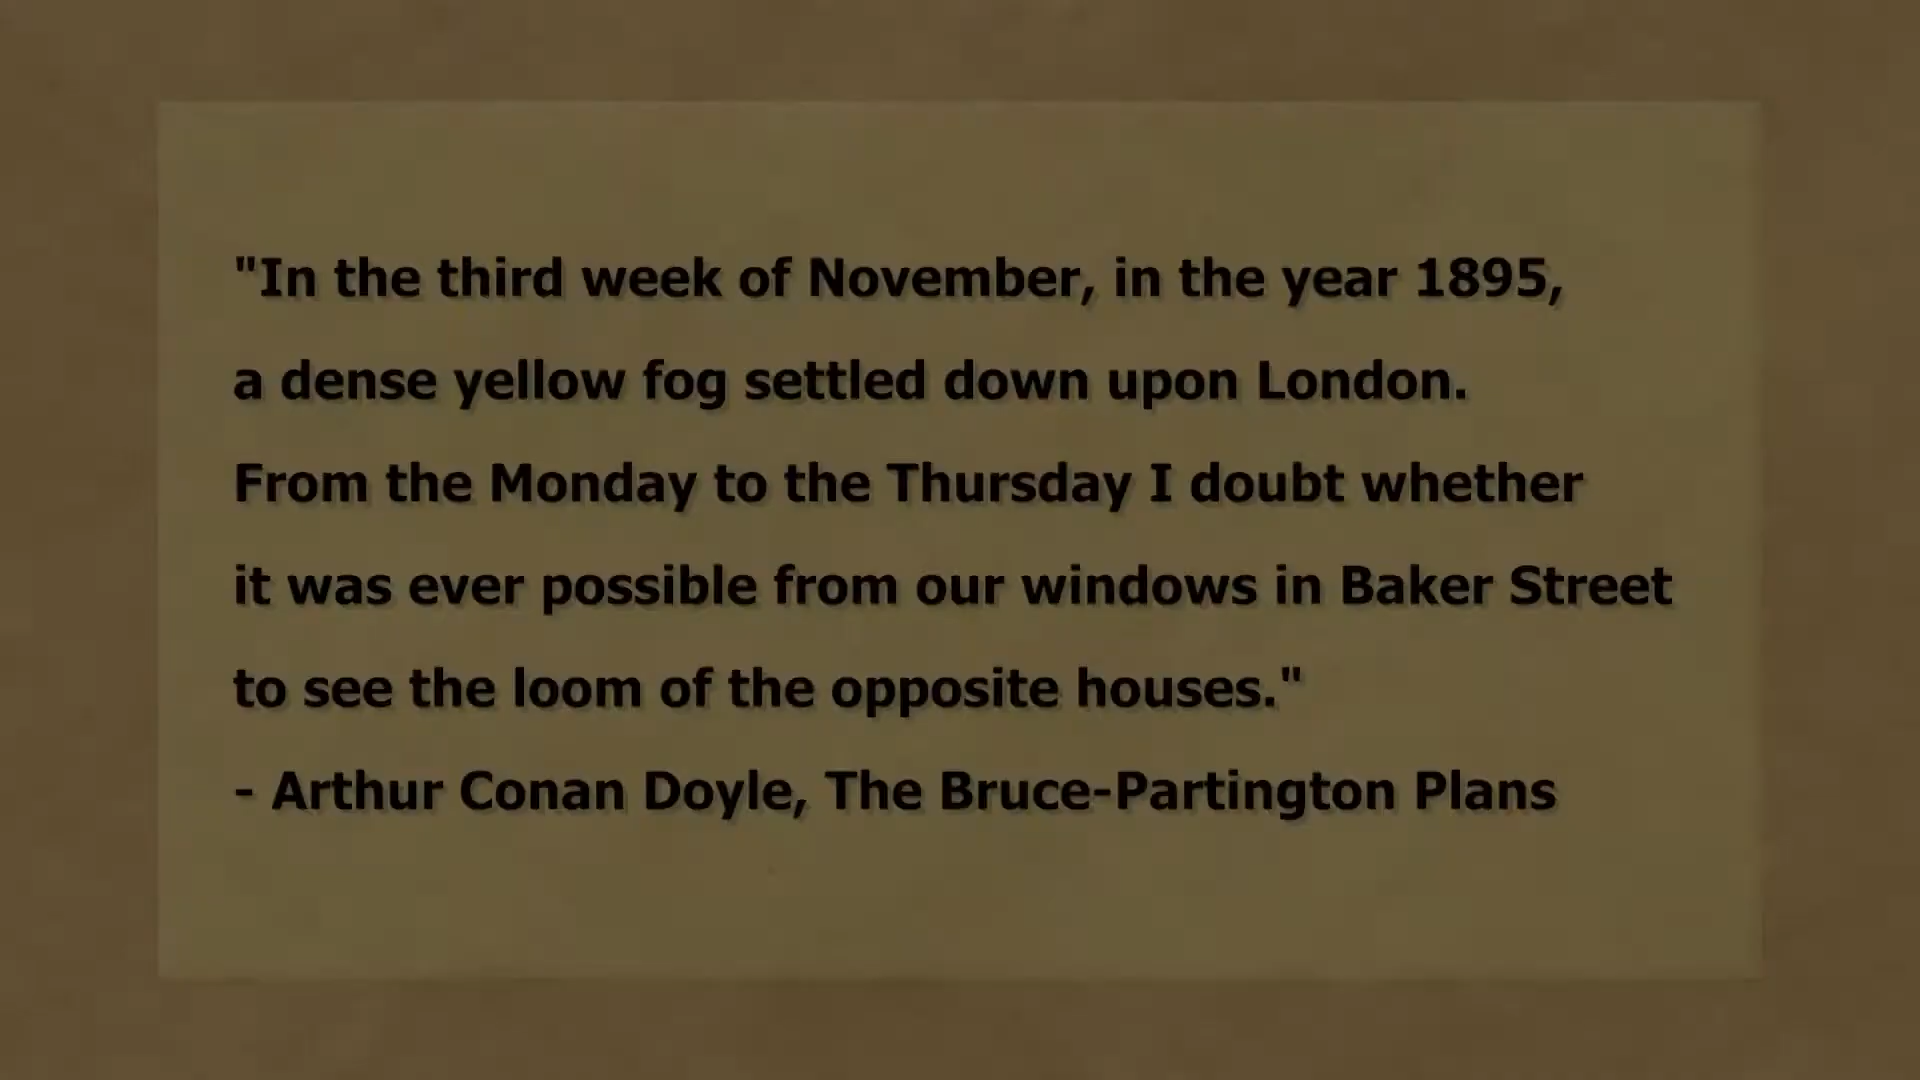 "In the third week of November, in the year 1895,
a dense yellow fog settled down upon London.
From the Monday to the Thursday I doubt whether
it was ever possible from our windows in Baker Street
to see the loom of the opposite houses."
- Arthur Conan Doyle, The Bruce-Partington Plans